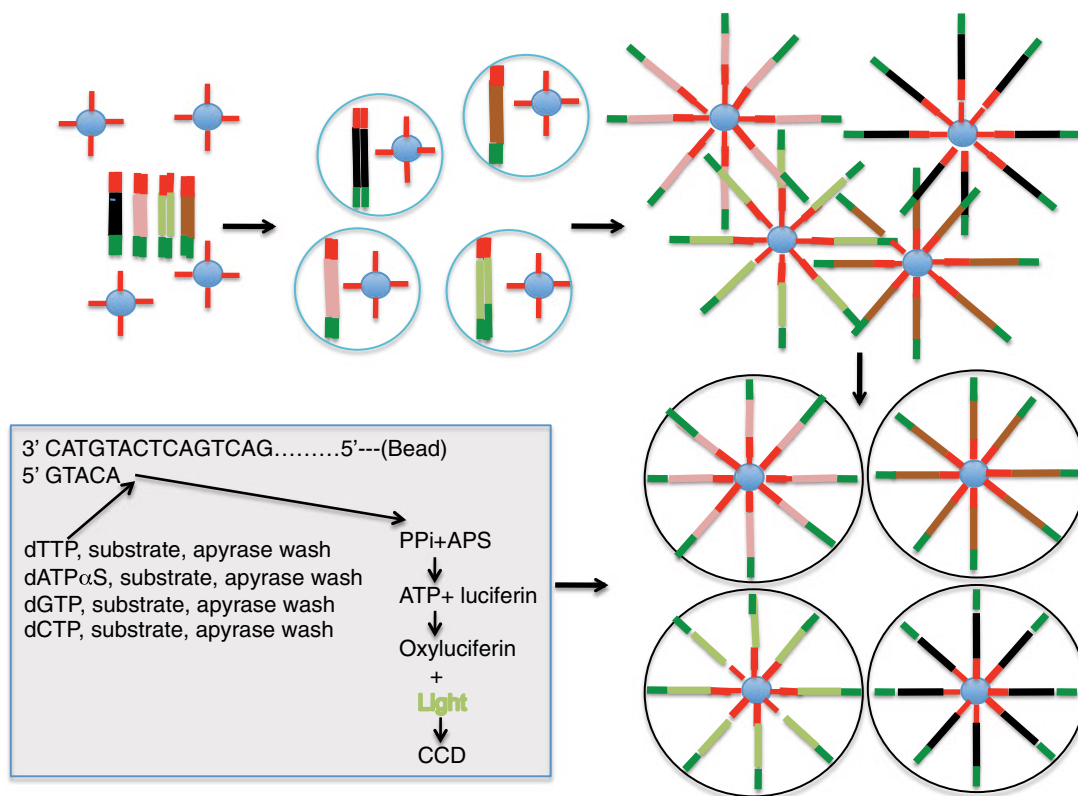 3’ CATGTACTCAGTCAG.........5’---(Bead)
5’ GTACA
dTTP, substrate, apyrase wash
dATPαS, substrate, apyrase wash
dGTP, substrate, apyrase wash
dCTP, substrate, apyrase wash
PPi+APS
ATP+ luciferin
Oxyluciferin
+
Light
CCD